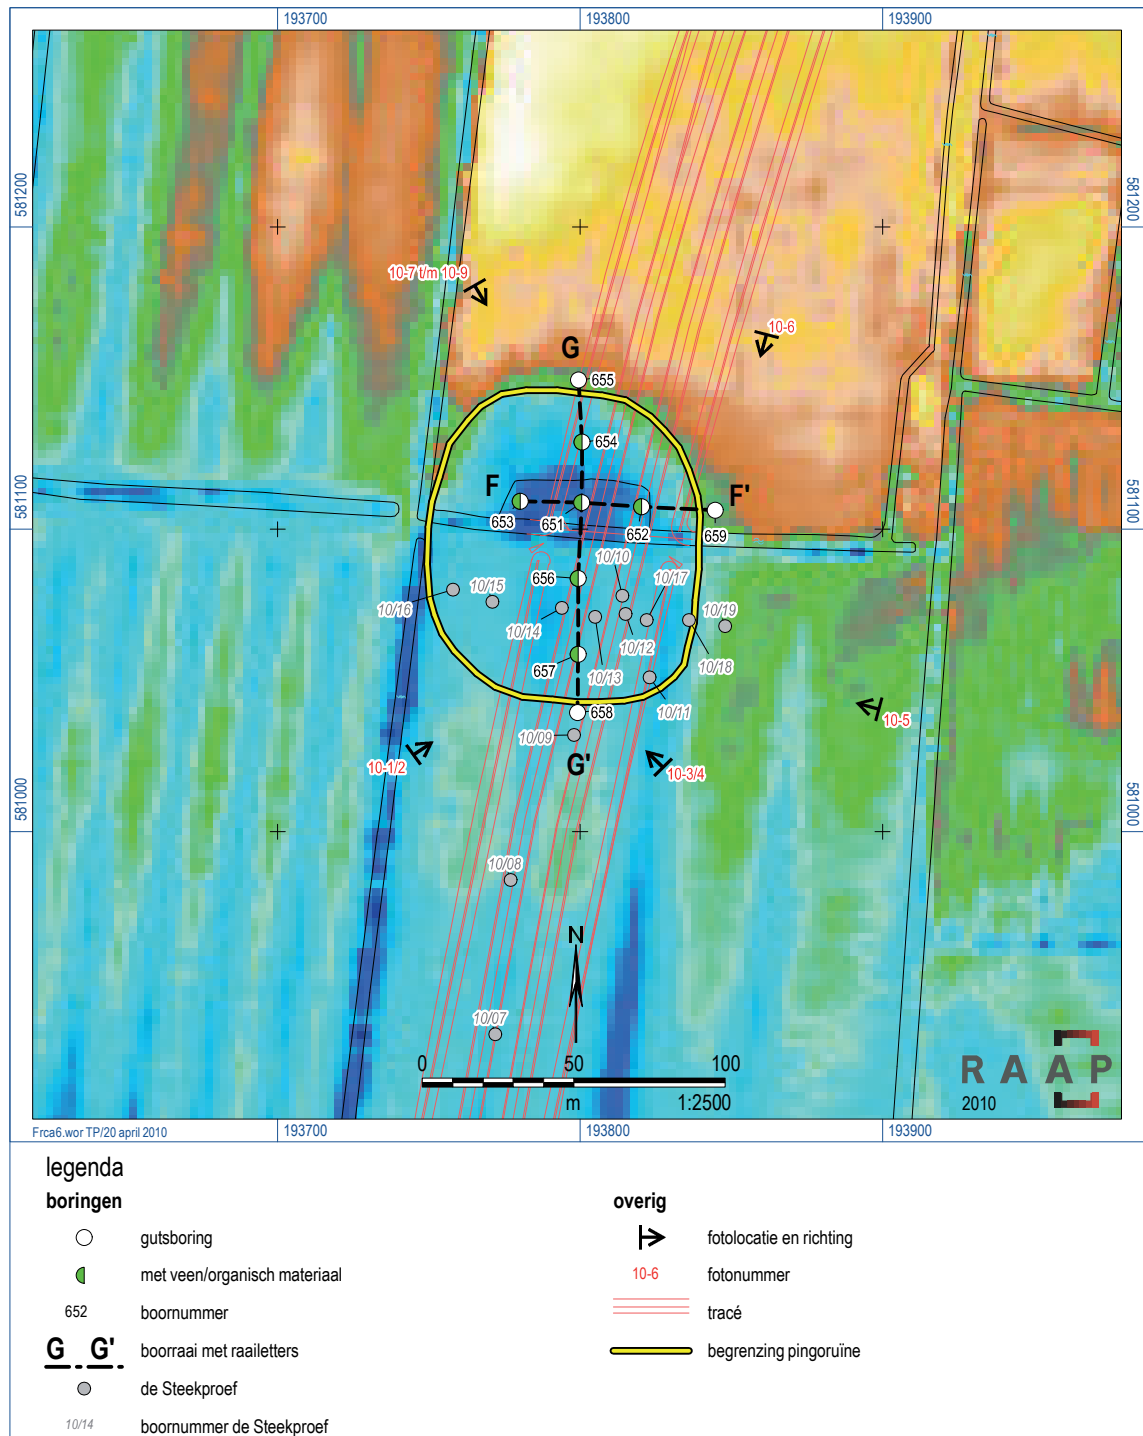 193700 193800 193900
581200 581200
10-7 t/m 10-9
10-6
G
655
654
F F'
653 651 652 659
581100 581100
10/10 10/17
656
10/16 10/15 10/19
10/14 10/12
657 10/13 10/18
10/11
658
10/09
G'
10-5
10-1/2 10-3/4
581000 581000
10/08
N
10/07
0 50 100
m 1:2500
RAAP
2010
Frca6.wor TP/20 april 2010
193700 193800 193900
legenda
boringen
gutsboring
met veen/organisch materiaal
652 boornummer
G G' boorraai met raailetters
de Steekproef
10/14 boornummer de Steekproef
overig
fotolocatie en richting
10-6 fotonummer
tracé
begrenzing pingoruïne